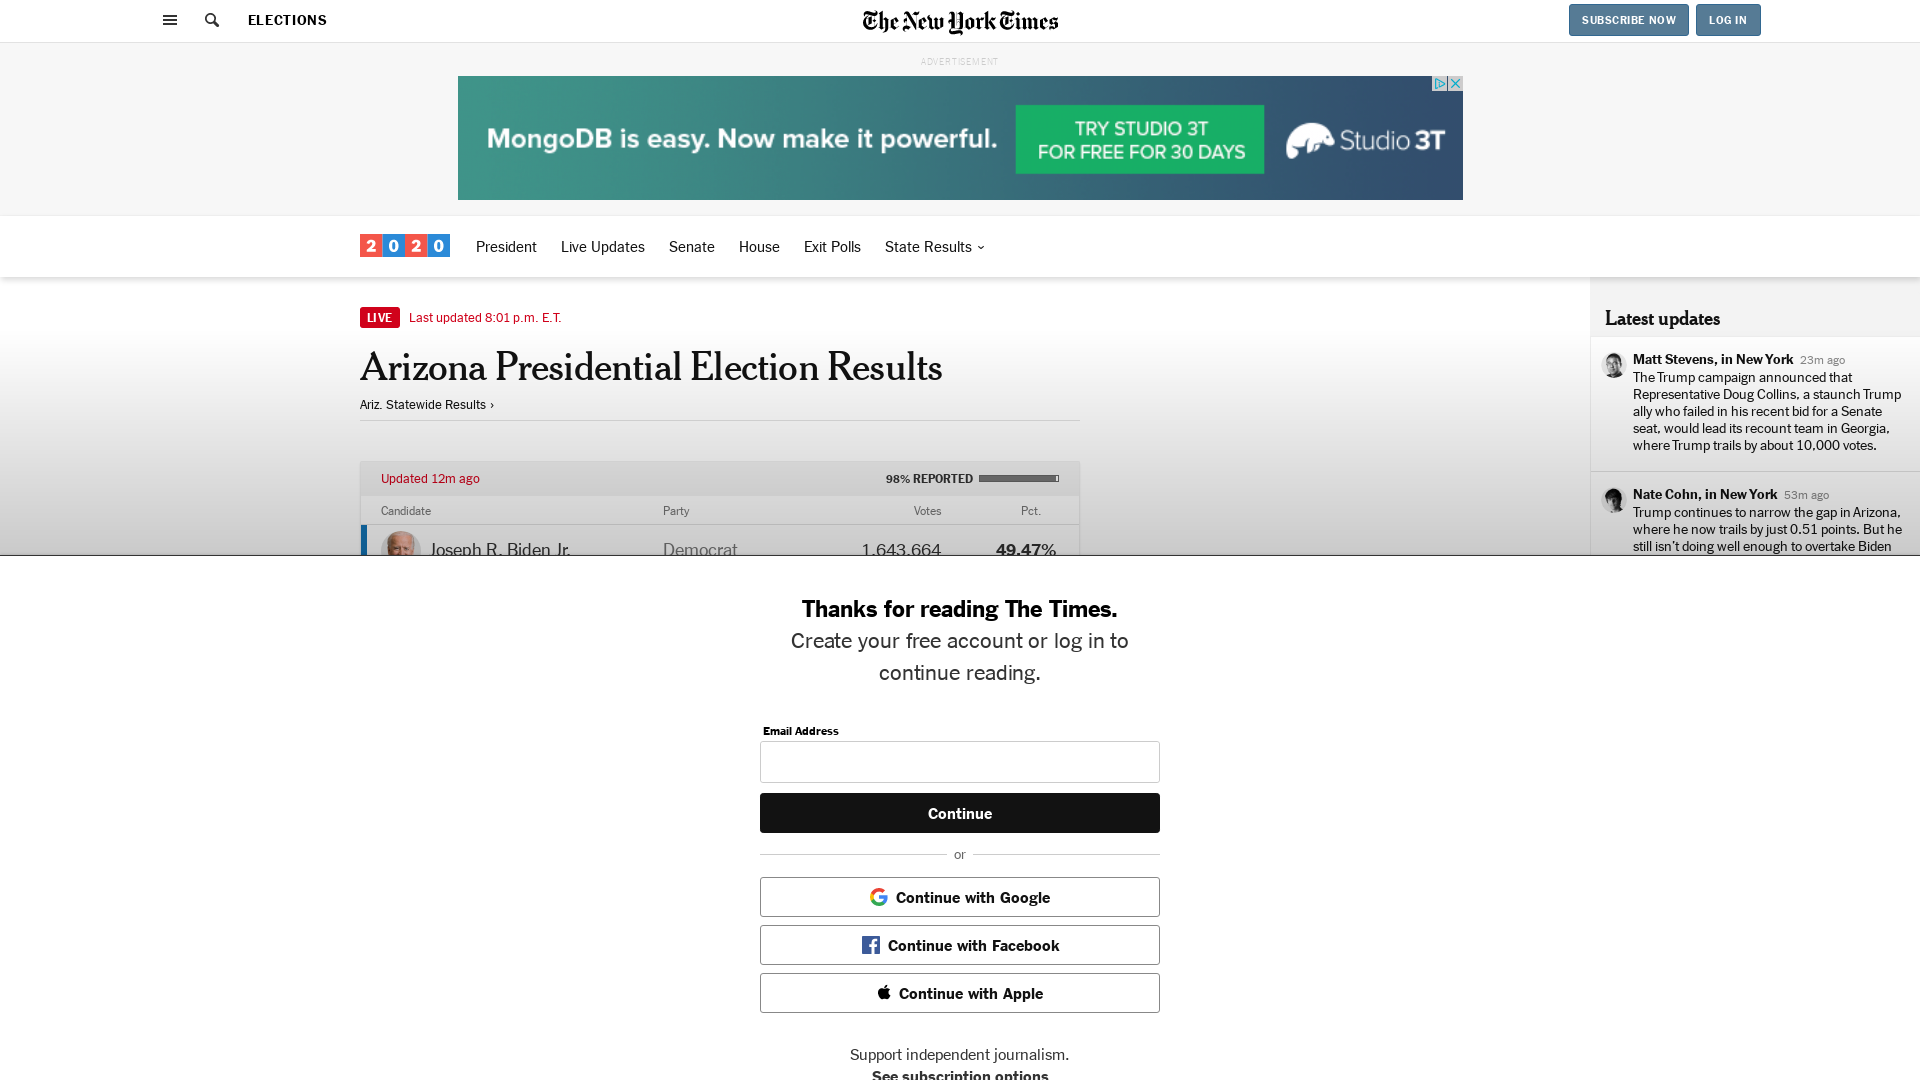 ELECTIONS
The New York Times
SUBSCRIBE NOW
LOG IN
ADVERTISEMENT
MongoDB is easy. Now make it powerful.
TRY STUDIO 3T
FOR FREE FOR 30 DAYS
Studio 3T
2020
President
Live Updates
Senate
House
Exit Polls
State Results
LIVE
Last updated 8:01 p.m. E.T.
Arizona Presidential Election Results
Ariz. Statewide Results ›
Updated 12m ago
98% REPORTED
Candidate
Party
Votes
Pct.
Joseph R. Biden Jr.
Democrat
1,643,664
49.47%
Latest updates
Matt Stevens, in New York 23m ago
The Trump campaign announced that
Representative Doug Collins, a staunch Trump
ally who failed in his recent bid for a Senate
seat, would lead its recount team in Georgia,
where Trump trails by about 10,000 votes.
Nate Cohn, in New York 53m ago
Trump continues to narrow the gap in Arizona,
where he now trails by just 0.51 points. But he
still isn’t doing well enough to overtake Biden
Thanks for reading The Times.
Create your free account or log in to
continue reading.
Email Address
Continue
or
Continue with Google
Continue with Facebook
Continue with Apple
Support independent journalism.
See subscription options